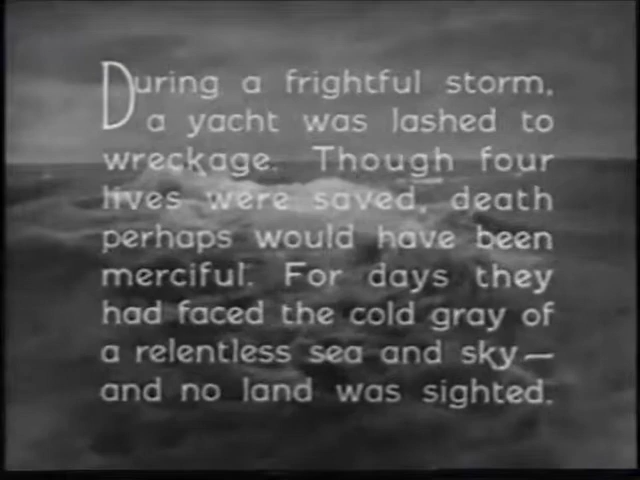 During a frightful storm,
a yacht was lashed to
wreckage. Though four
lives were saved, death
perhaps would have been
merciful. For days they
had faced the cold gray of
a relentless sea and sky—
and no land was sighted.